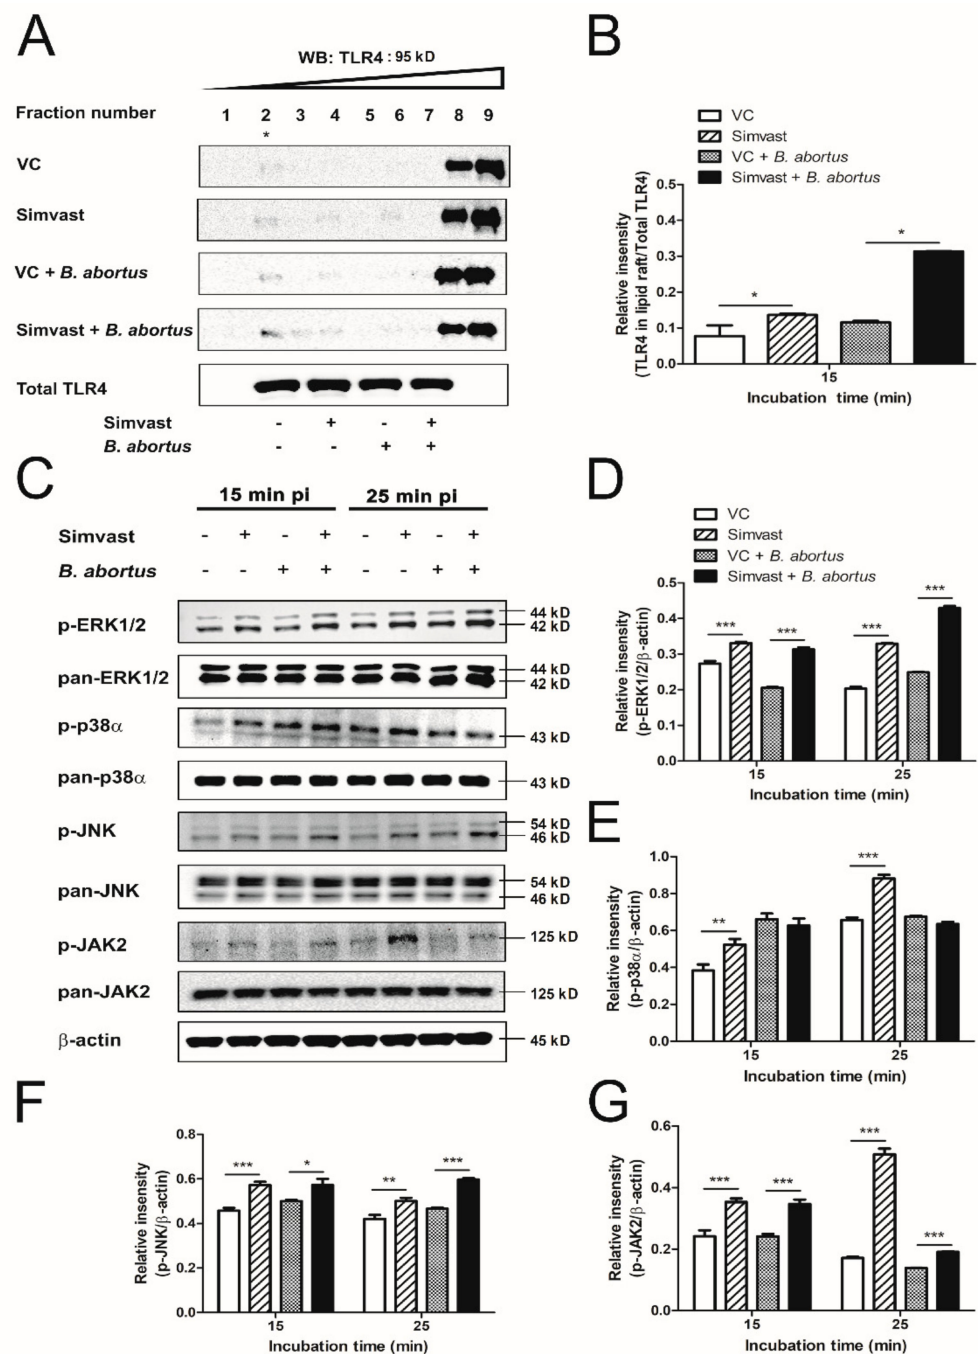 A
WB: TLR4 : 95 kD
Fraction number 1 2 3 4 5 6 7 8 9
*
VC
Simvast
VC + B. abortus
Simvast + B. abortus
Total TLR4
Simvast - + - +
B. abortus - - + +
B
VC
Simvast
VC + B. abortus
Simvast + B. abortus
Relative insensity
(TLR4 in lipid raft/Total TLR4)
0.5
0.4
0.3
0.2
0.1
0.0
* *
15
Incubation time (min)
C
15 min pi 25 min pi
Simvast - + - + - + - +
B. abortus - - + + - - + +
p-ERK1/2 44 kD
42 kD
pan-ERK1/2 44 kD
42 kD
p-p38α 43 kD
pan-p38α 43 kD
p-JNK 54 kD
46 kD
pan-JNK 54 kD
46 kD
p-JAK2 125 kD
pan-JAK2 125 kD
β-actin 45 kD
D
VC
Simvast
VC + B. abortus
Simvast + B. abortus
Relative insensity
(p-ERK1/2/β-actin)
0.5
0.4
0.3
0.2
0.1
0.0
*** *** *** ***
15 25
Incubation time (min)
E
Relative insensity
(p-p38α/β-actin)
1.0
0.8
0.6
0.4
0.2
0.0
** ***
15 25
Incubation time (min)
F
Relative insensity
(p-JNK/β-actin)
0.8
0.6
0.4
0.2
0.0
*** * ** ***
15 25
Incubation time (min)
G
Relative insensity
(p-JAK2/β-actin)
0.6
0.4
0.2
0.0
*** *** *** ***
15 25
Incubation time (min)